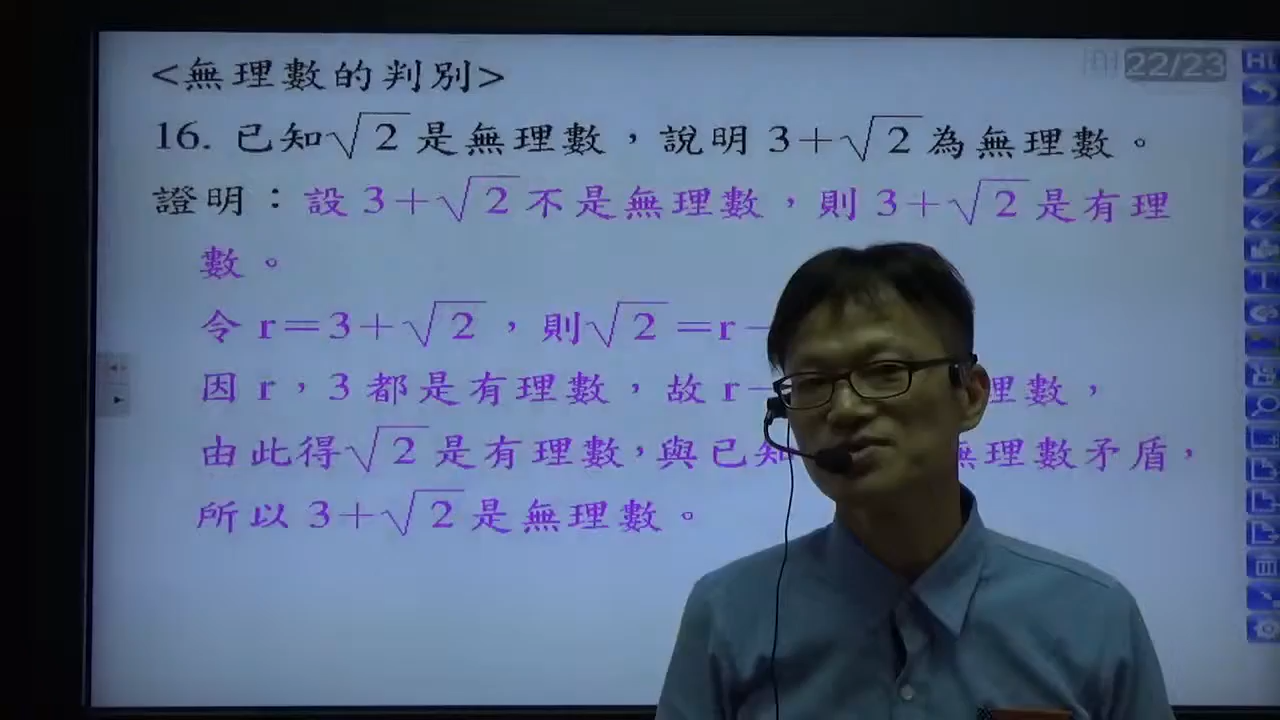 <無理數的判別>
22/23
16. 已知√2是無理數，說明 3+√2為無理數。
證明：設 3+√2不是無理數，則 3+√2是有理
數。
令 r=3+√2，則√2=r−
因 r，3 都是有理數，故 r− 理數，
由此得√2是有理數，與已知 無理數矛盾，
所以 3+√2是無理數。